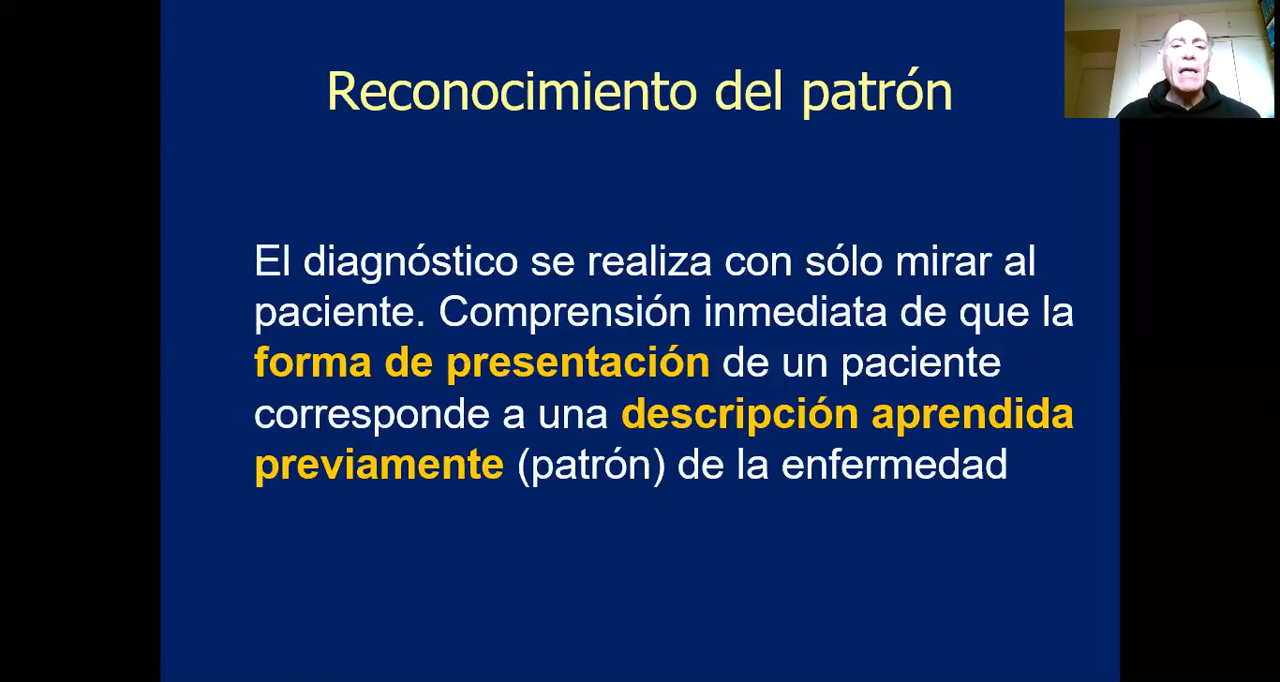 Reconocimiento del patrón
El diagnóstico se realiza con sólo mirar al
paciente. Comprensión inmediata de que la
forma de presentación de un paciente
corresponde a una descripción aprendida
previamente (patrón) de la enfermedad